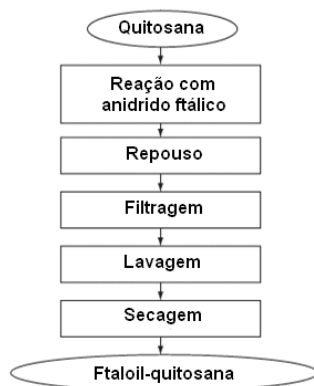 Quitosana
Reação com
anidrido ftálico
Repouso
Filtragem
Lavagem
Secagem
Ftaloil-quitosana